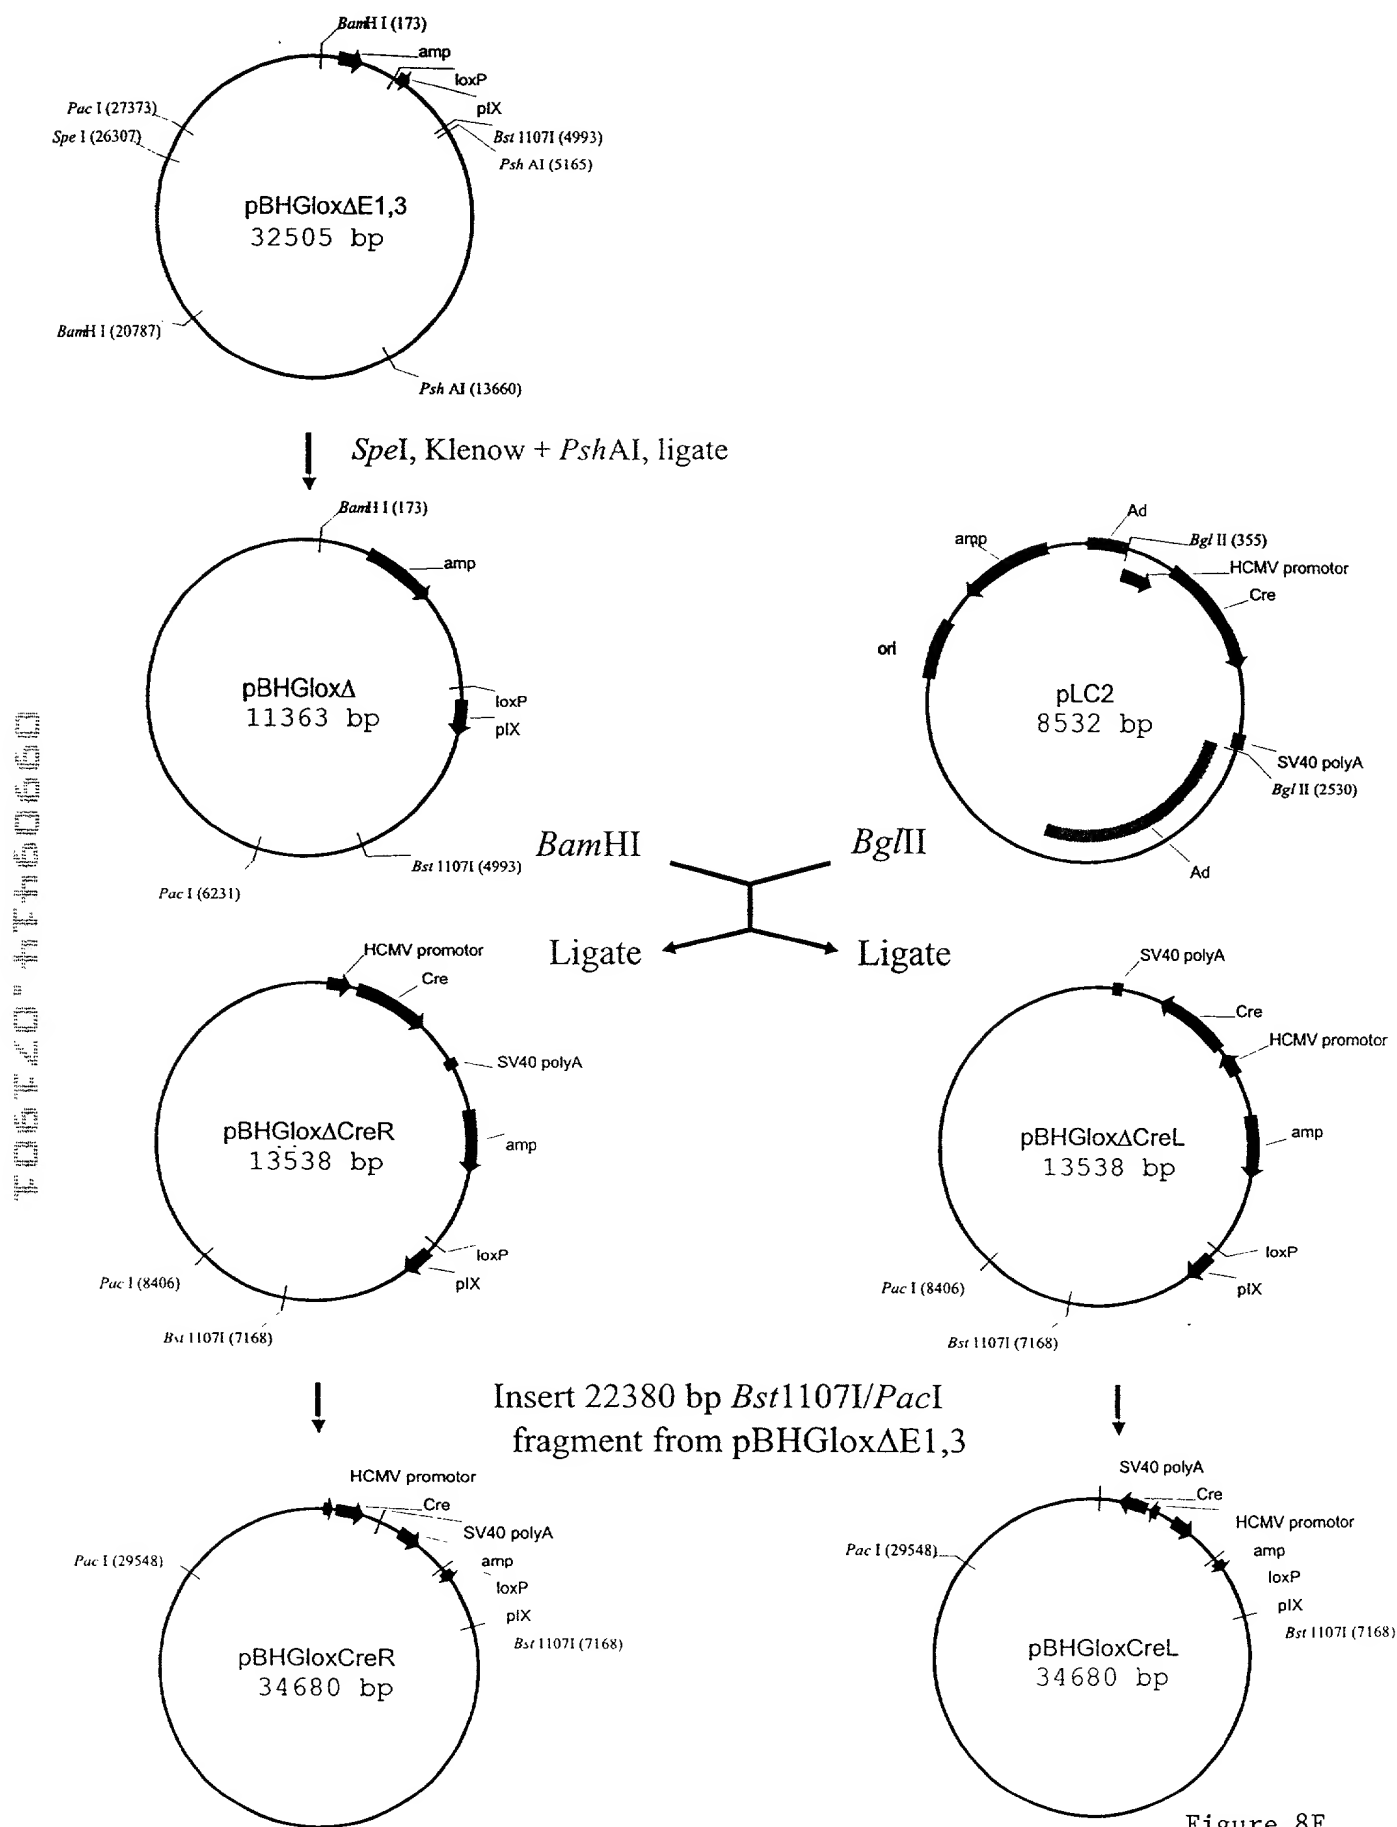 BamH I (173)
amp
loxP
pIX
Pac I (27373)
Spe I (26307)
Bst 1107I (4993)
Psh AI (5165)
pBHGloxΔE1,3
32505 bp
BamH I (20787)
Psh AI (13660)
SpeI, Klenow + PshAI, ligate
BamH I (173)
amp
pBHGloxΔ
11363 bp
loxP
pIX
Bst 1107I (4993)
Pac I (6231)
Ad
amp
Bgl II (355)
HCMV promotor
Cre
ori
pLC2
8532 bp
SV40 polyA
Bgl II (2530)
Ad
BamHI
BglII
Ligate
Ligate
HCMV promotor
Cre
SV40 polyA
pBHGloxΔCreR
13538 bp
amp
loxP
pIX
Pac I (8406)
Bst 1107I (7168)
SV40 polyA
Cre
HCMV promotor
pBHGloxΔCreL
13538 bp
amp
loxP
pIX
Pac I (8406)
Bst 1107I (7168)
Insert 22380 bp Bst1107I/PacI
fragment from pBHGloxΔE1,3
HCMV promotor
Cre
SV40 polyA
amp
loxP
pIX
Bst 1107I (7168)
Pac I (29548)
pBHGloxCreR
34680 bp
SV40 polyA
Cre
HCMV promotor
amp
loxP
pIX
Bst 1107I (7168)
Pac I (29548)
pBHGloxCreL
34680 bp
Figure 8F